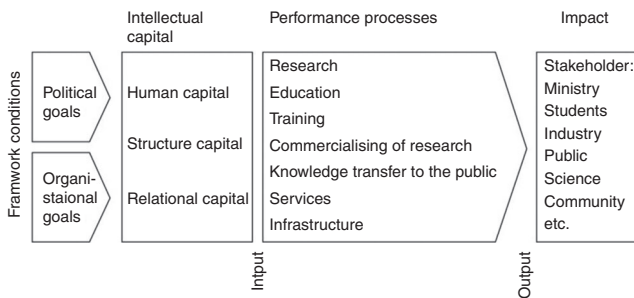 Intellectual
capital
Performance processes
Impact
Framwork conditions
Political
goals
Organi-
staional
goals
Human capital
Structure capital
Relational capital
Intput
Research
Education
Training
Commercialising of research
Knowledge transfer to the public
Services
Infrastructure
Output
Stakeholder:
Ministry
Students
Industry
Public
Science
Community
etc.